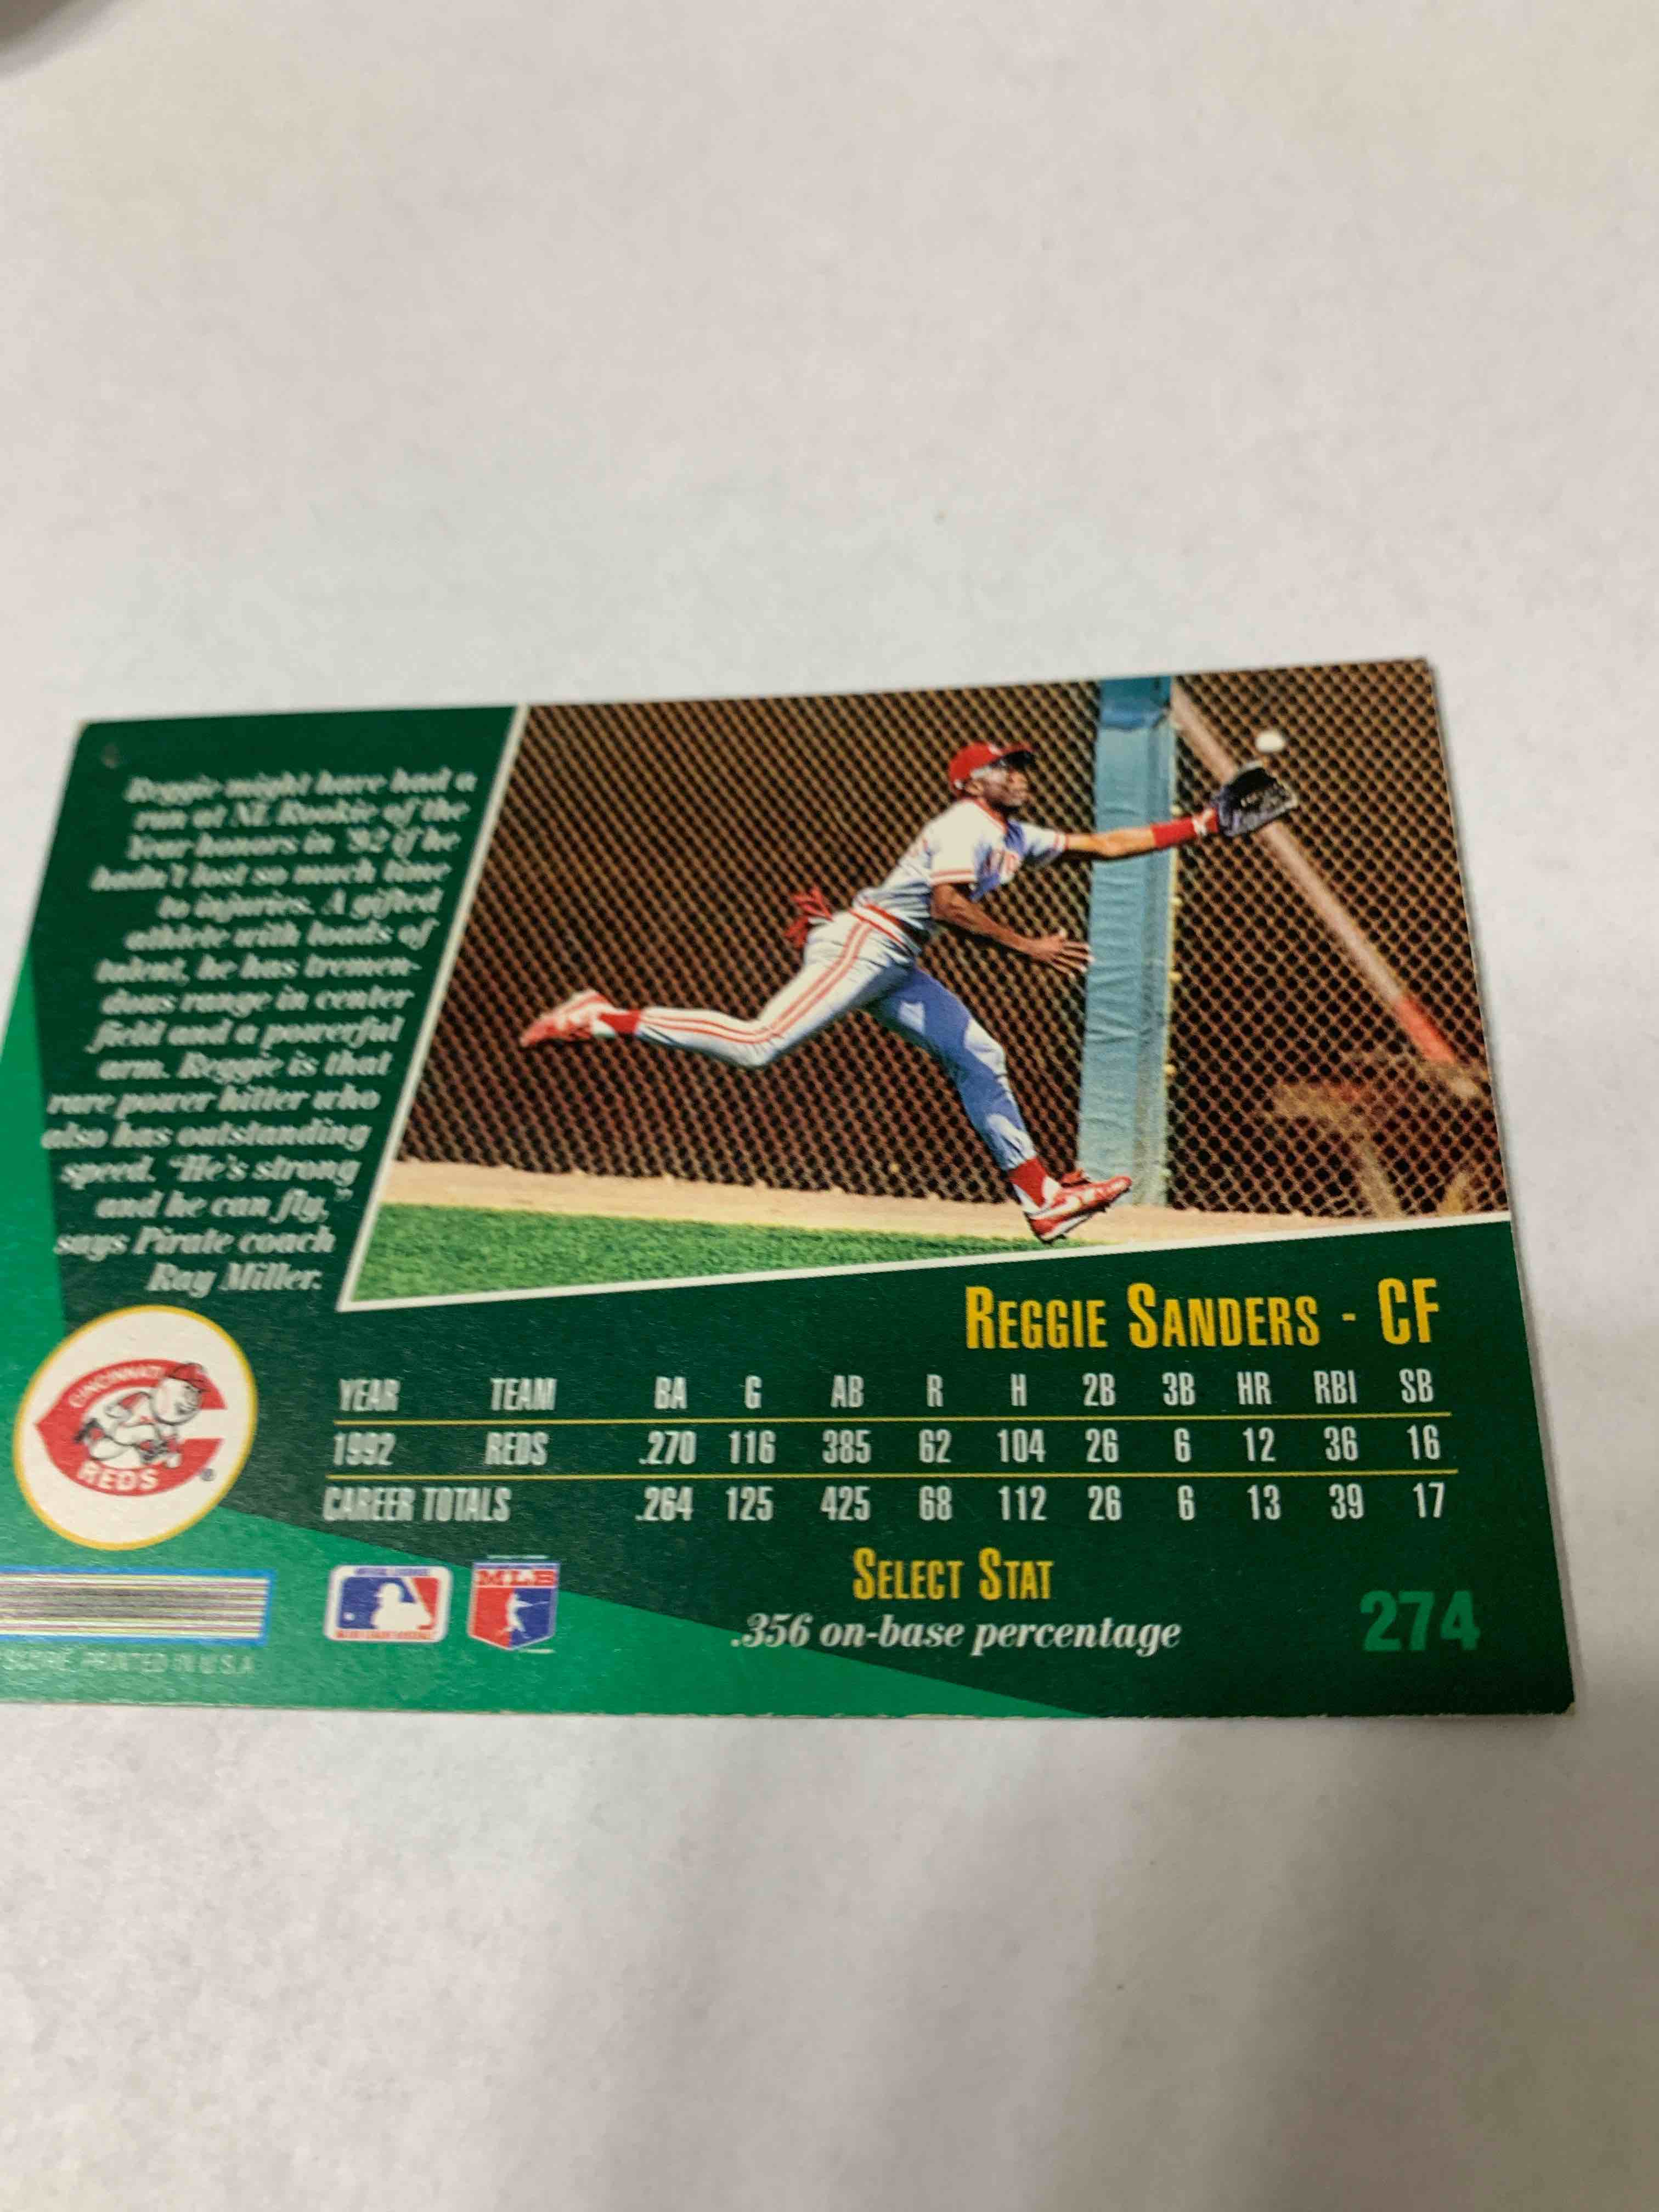 Reggie might have had a
run at NL Rookie of the
Year honors in '92 if he
hadn't lost so much time
to injuries. A gifted
athlete with loads of
talent, he has tremen-
dous range in center
field and a powerful
arm. Reggie is that
rare power hitter who
also has outstanding
speed. "He's strong
and he can fly,"
says Pirate coach
Ray Miller.
REGGIE SANDERS - CF
YEAR TEAM BA G AB R H 2B 3B HR RBI SB
1992 REDS .270 116 385 62 104 26 6 12 36 16
CAREER TOTALS .264 125 425 68 112 26 6 13 39 17
CINCINNATI
REDS
MLB
SELECT STAT
.356 on-base percentage
274
SCORE, PRINTED IN U.S.A.